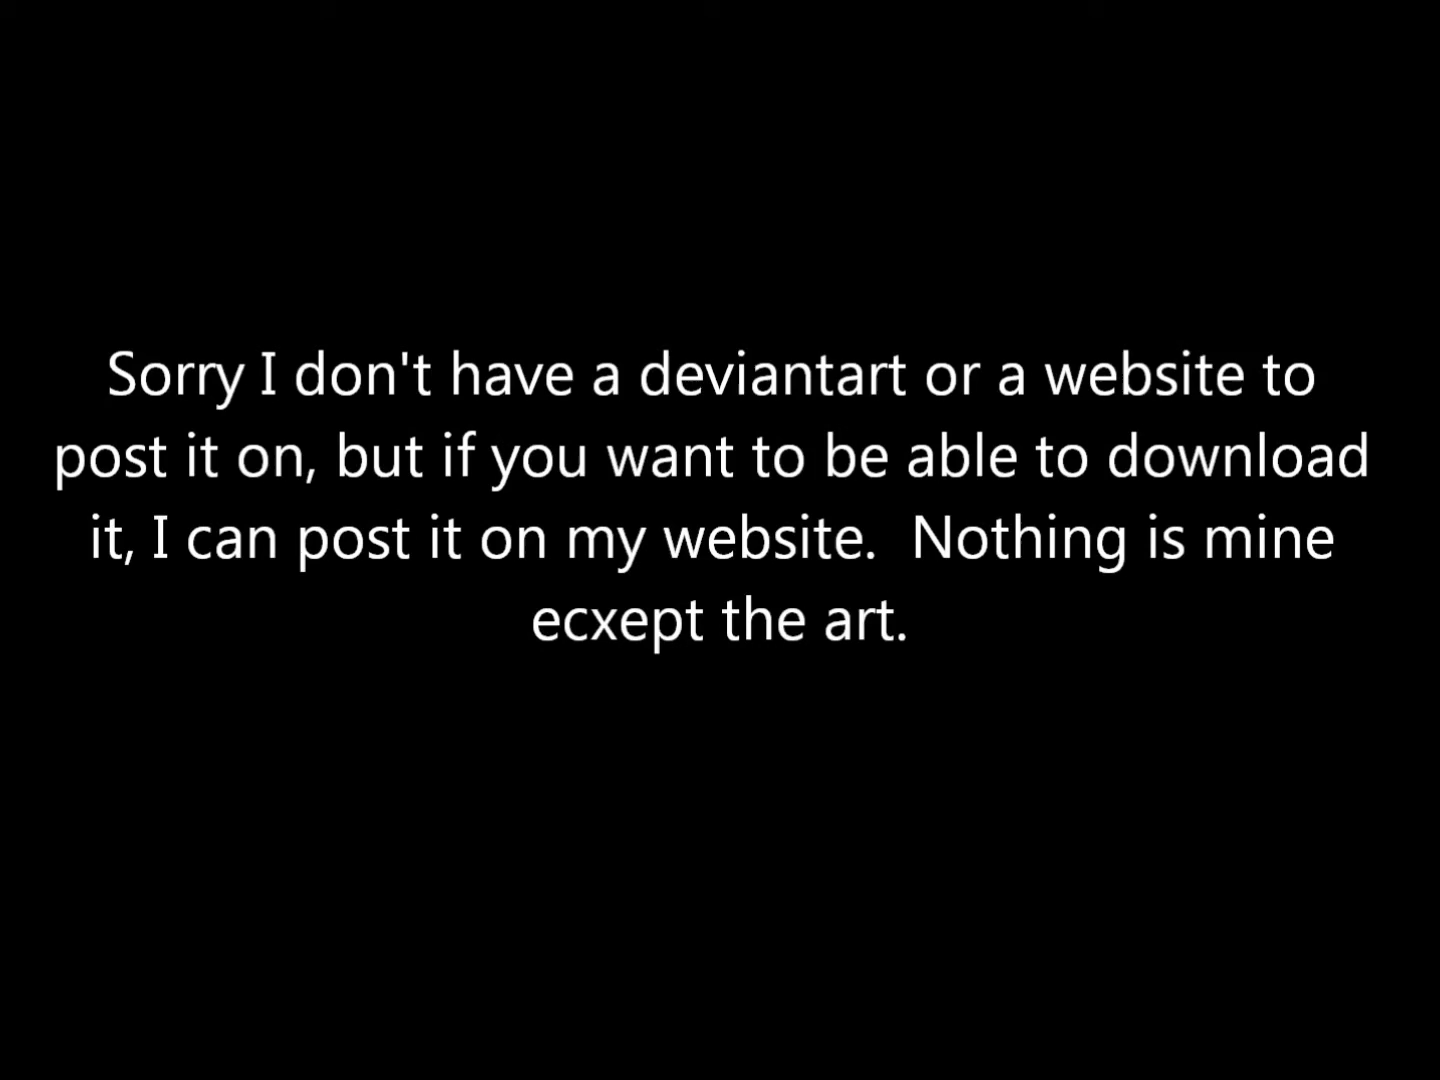 Sorry I don't have a deviantart or a website to
post it on, but if you want to be able to download
it, I can post it on my website.  Nothing is mine
ecxept the art.